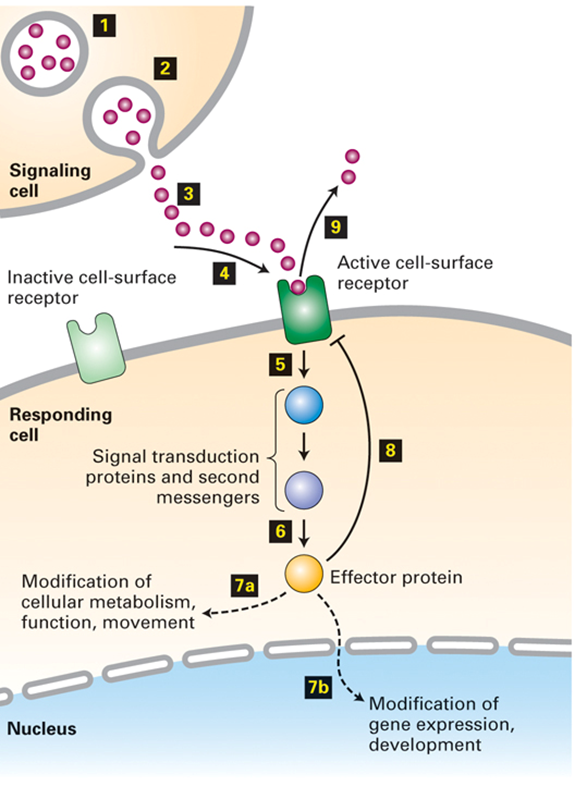 1
2
Signaling
cell
3
9
4
Inactive cell-surface
receptor
Active cell-surface
receptor
5
Responding
cell
8
Signal transduction
proteins and second
messengers
6
Effector protein
7a
Modification of
cellular metabolism,
function, movement
7b
Modification of
gene expression,
development
Nucleus